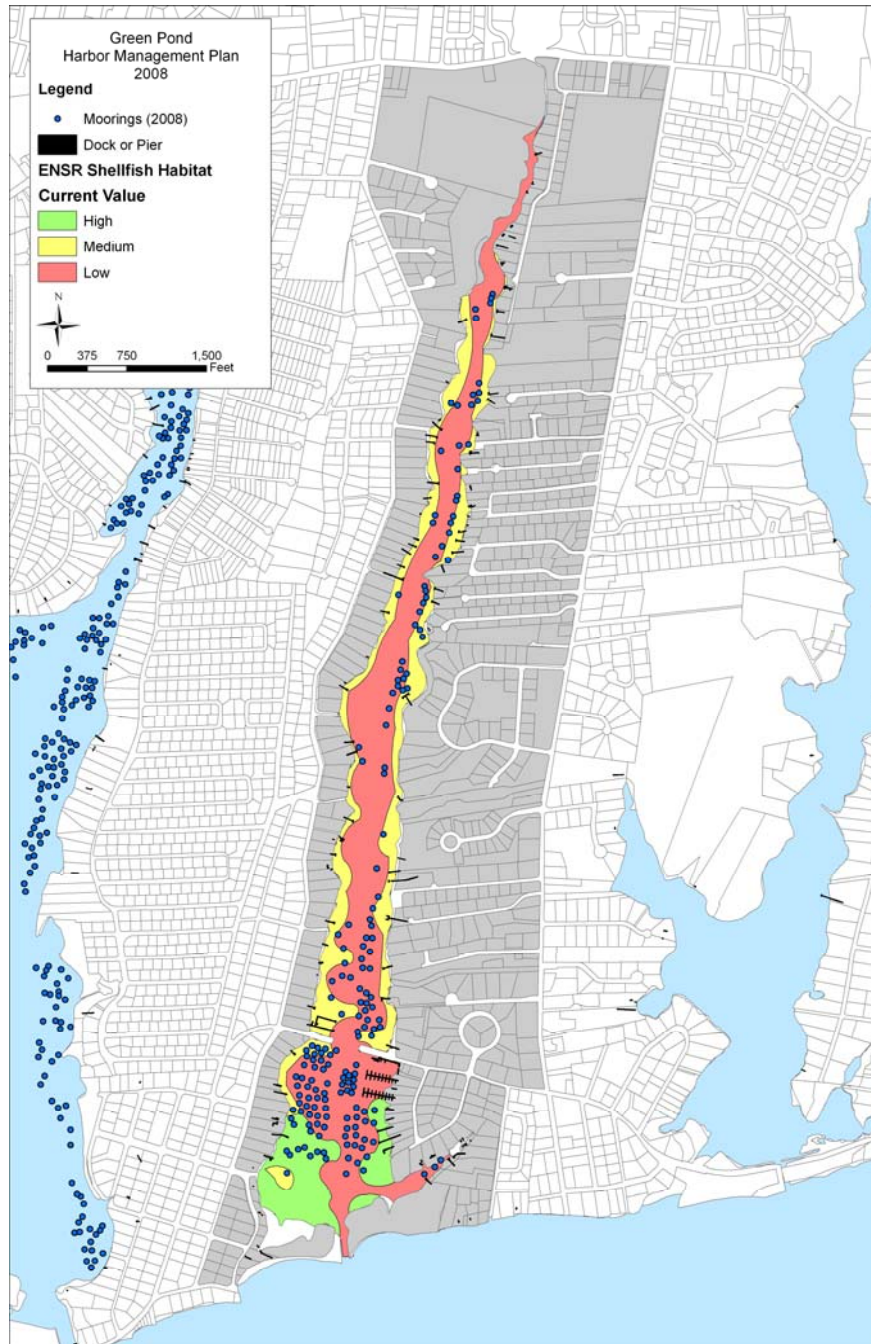 Green Pond
Harbor Management Plan
2008
Legend
Moorings (2008)
Dock or Pier
ENSR Shellfish Habitat
Current Value
High
Medium
Low
N
0 375 750 1,500
Feet